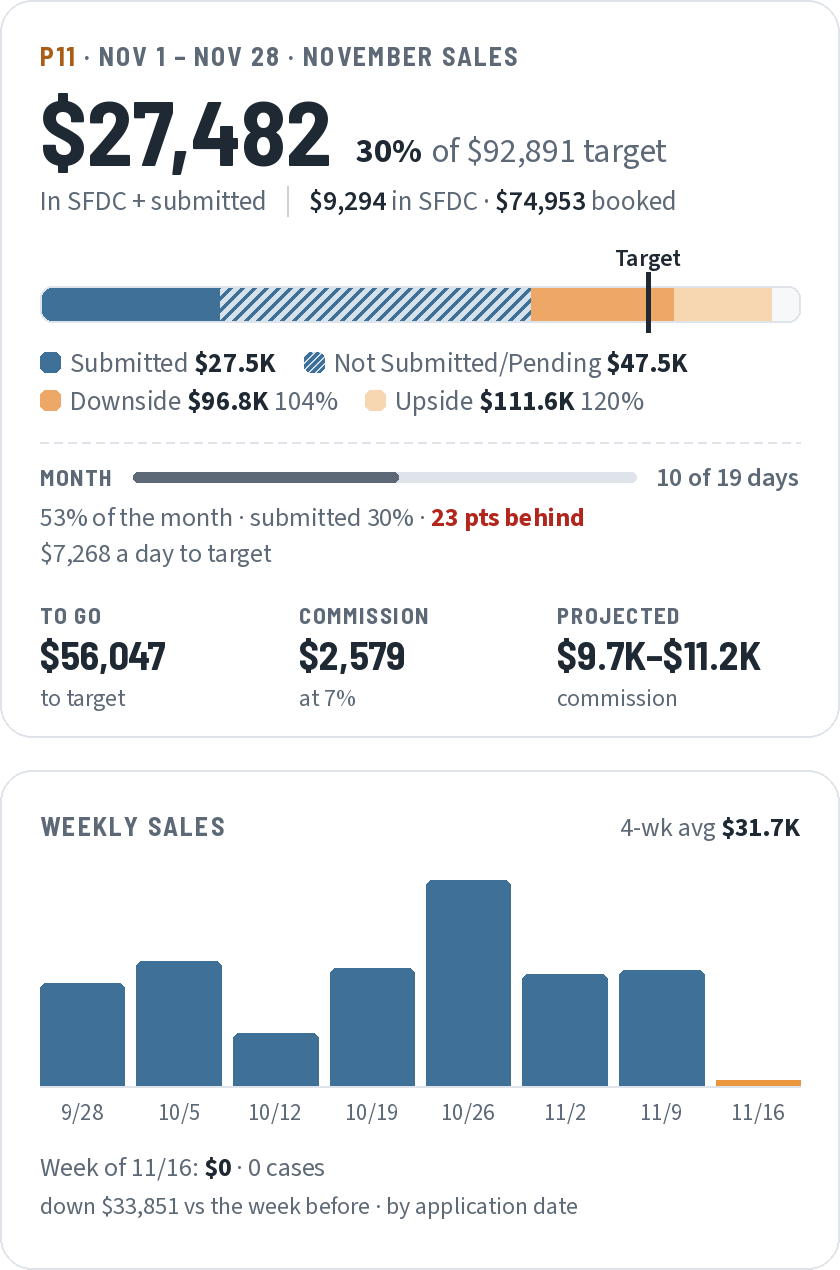 P11 · NOV 1 – NOV 28 · NOVEMBER SALES
$27,482 30% of $92,891 target
In SFDC + submitted $9,294 in SFDC · $74,953 booked
Target
Submitted $27.5K Not Submitted/Pending $47.5K
Downside $96.8K 104% Upside $111.6K 120%
MONTH 10 of 19 days
53% of the month · submitted 30% · 23 pts behind
$7,268 a day to target
TO GO COMMISSION PROJECTED
$56,047 $2,579 $9.7K–$11.2K
to target at 7% commission
WEEKLY SALES 4-wk avg $31.7K
9/28 10/5 10/12 10/19 10/26 11/2 11/9 11/16
Week of 11/16: $0 · 0 cases
down $33,851 vs the week before · by application date